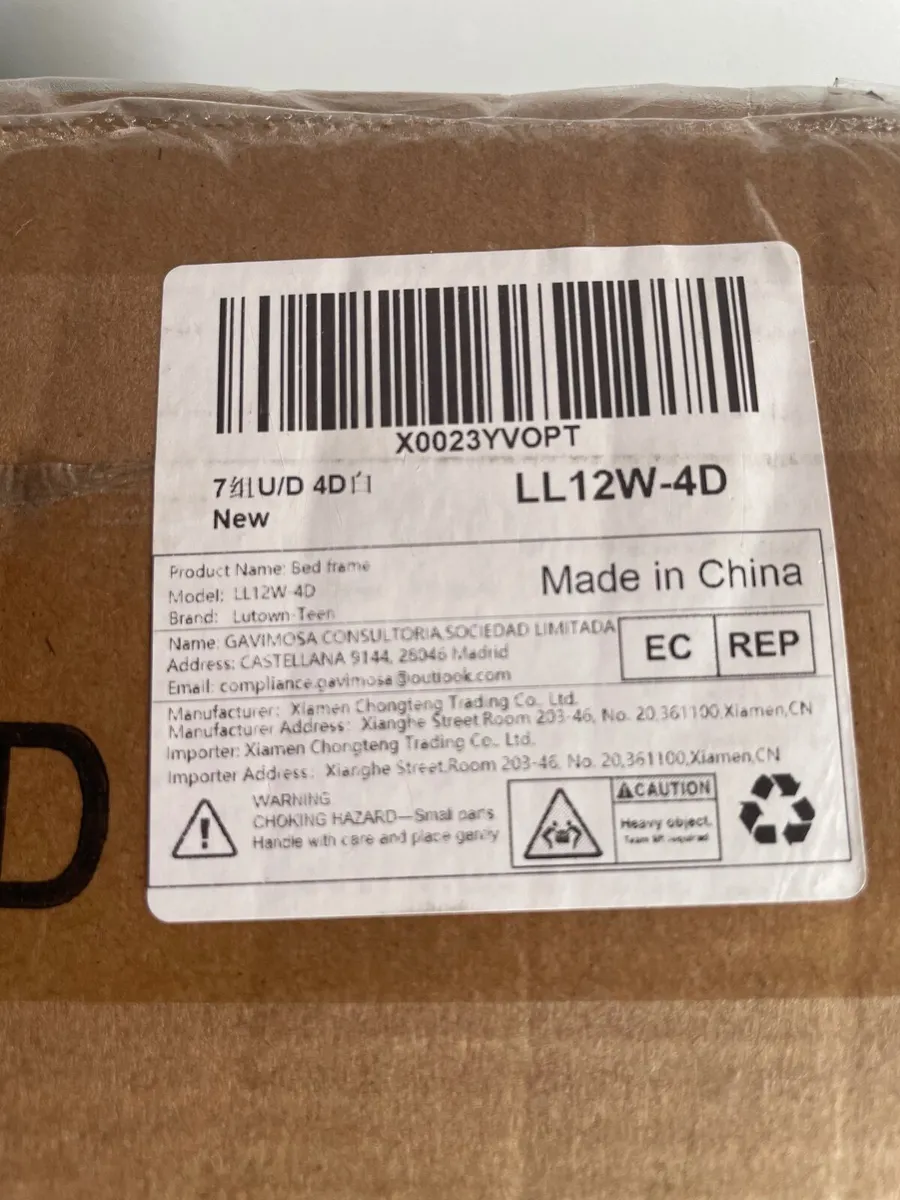 X0023YVOPT
7组U/D 4D白
New
LL12W-4D
Product Name: Bed frame
Model: LL12W-4D
Brand: Lutown-Teen
Made in China
Name: GAVIMOSA CONSULTORIA SOCIEDAD LIMITADA
Address: CASTELLANA 9144, 28046 Madrid
Email: compliance.gavimosa@outlook.com
EC REP
Manufacturer: Xiamen Chongteng Trading Co., Ltd.
Manufacturer Address: Xianghe Street,Room 203-46, No. 20,361100,Xiamen,CN
Importer: Xiamen Chongteng Trading Co., Ltd.
Importer Address: Xianghe Street,Room 203-46, No. 20,361100,Xiamen,CN
WARNING
CHOKING HAZARD—Small parts
Handle with care and place gently
CAUTION
Heavy object.
Team lift required
D